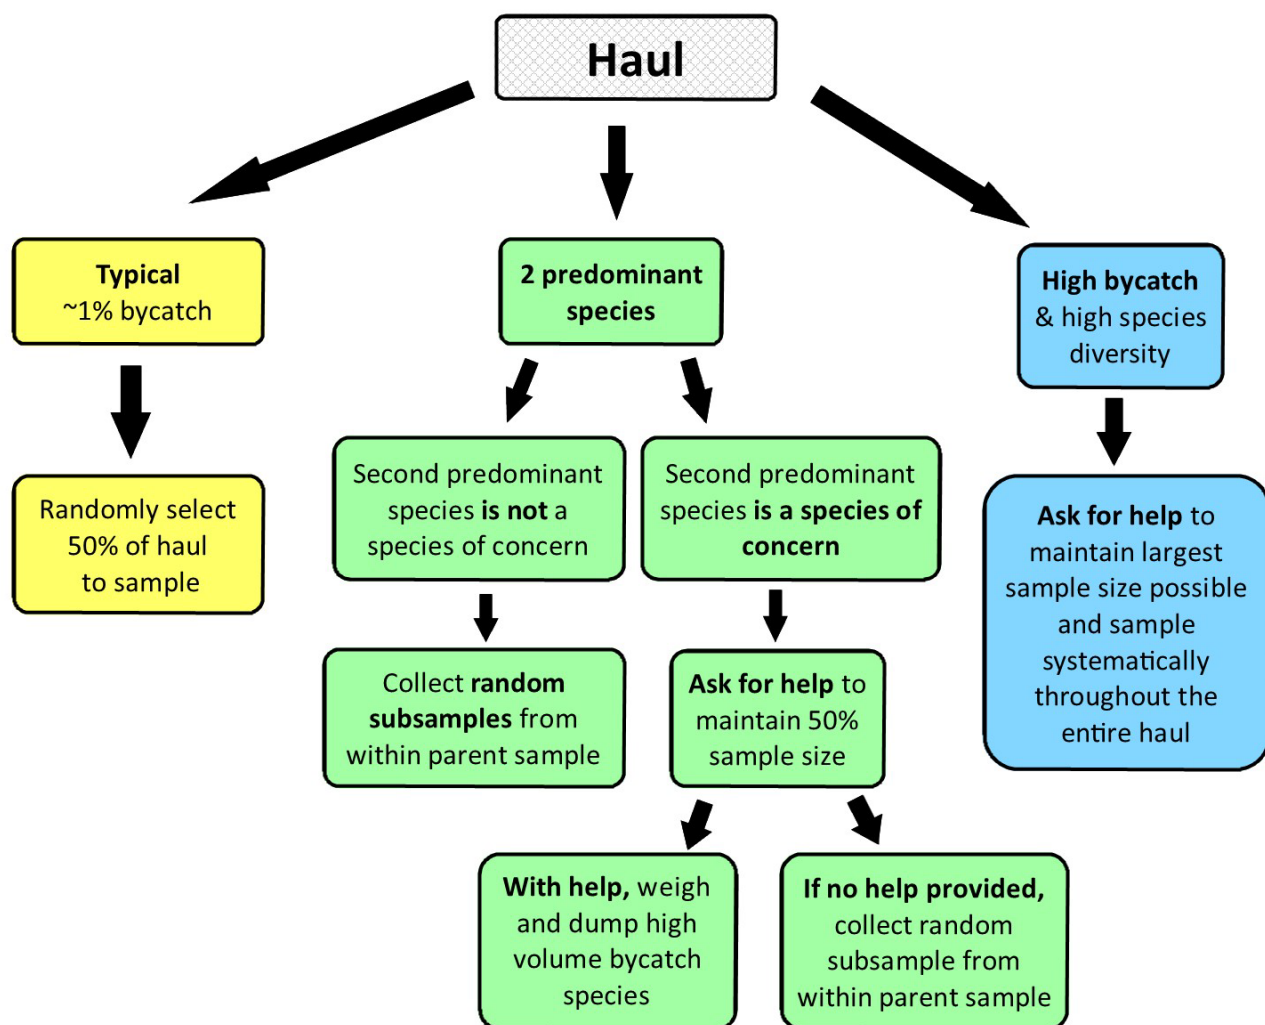 Haul
Typical
~1% bycatch
Randomly select
50% of haul
to sample
2 predominant
species
Second predominant
species is not a
species of concern
Collect random
subsamples from
within parent sample
Second predominant
species is a species of
concern
Ask for help to
maintain 50%
sample size
With help, weigh
and dump high
volume bycatch
species
If no help provided,
collect random
subsample from
within parent sample
High bycatch
& high species
diversity
Ask for help to
maintain largest
sample size possible
and sample
systematically
throughout the
entire haul